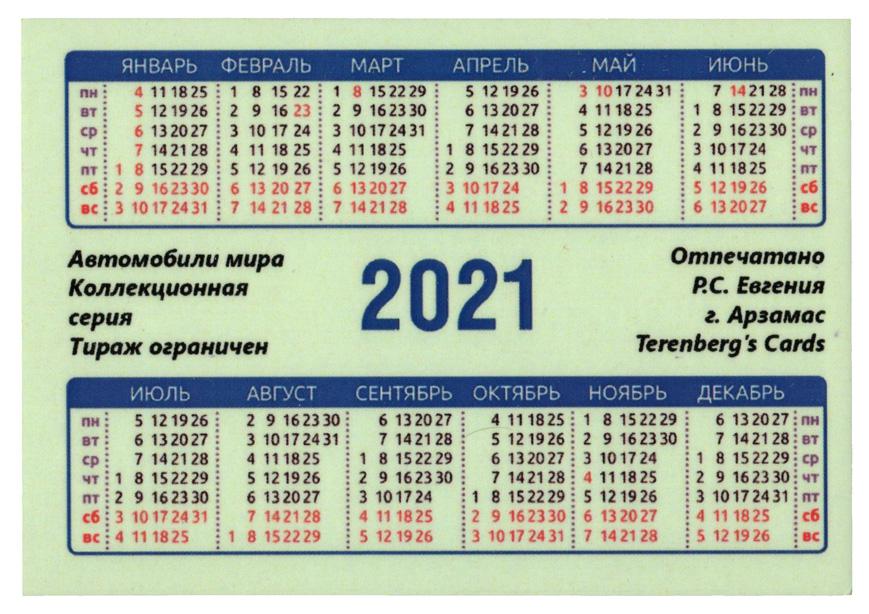 ЯНВАРЬ ФЕВРАЛЬ МАРТ АПРЕЛЬ МАЙ ИЮНЬ
пн 4 11 18 25 1 8 15 22 1 8 15 22 29 5 12 19 26 3 10 17 24 31 7 14 21 28 пн
вт 5 12 19 26 2 9 16 23 2 9 16 23 30 6 13 20 27 4 11 18 25 1 8 15 22 29 вт
ср 6 13 20 27 3 10 17 24 3 10 17 24 31 7 14 21 28 5 12 19 26 2 9 16 23 30 ср
чт 7 14 21 28 4 11 18 25 4 11 18 25 1 8 15 22 29 6 13 20 27 3 10 17 24 чт
пт 1 8 15 22 29 5 12 19 26 5 12 19 26 2 9 16 23 30 7 14 21 28 4 11 18 25 пт
сб 2 9 16 23 30 6 13 20 27 6 13 20 27 3 10 17 24 1 8 15 22 29 5 12 19 26 сб
вс 3 10 17 24 31 7 14 21 28 7 14 21 28 4 11 18 25 2 9 16 23 30 6 13 20 27 вс
Автомобили мира
Коллекционная
серия
Тираж ограничен
2021
Отпечатано
Р.С. Евгения
г. Арзамас
Terenberg's Cards
ИЮЛЬ АВГУСТ СЕНТЯБРЬ ОКТЯБРЬ НОЯБРЬ ДЕКАБРЬ
пн 5 12 19 26 2 9 16 23 30 6 13 20 27 4 11 18 25 1 8 15 22 29 6 13 20 27 пн
вт 6 13 20 27 3 10 17 24 31 7 14 21 28 5 12 19 26 2 9 16 23 30 7 14 21 28 вт
ср 7 14 21 28 4 11 18 25 1 8 15 22 29 6 13 20 27 3 10 17 24 1 8 15 22 29 ср
чт 1 8 15 22 29 5 12 19 26 2 9 16 23 30 7 14 21 28 4 11 18 25 2 9 16 23 30 чт
пт 2 9 16 23 30 6 13 20 27 3 10 17 24 1 8 15 22 29 5 12 19 26 3 10 17 24 31 пт
сб 3 10 17 24 31 7 14 21 28 4 11 18 25 2 9 16 23 30 6 13 20 27 4 11 18 25 сб
вс 4 11 18 25 1 8 15 22 29 5 12 19 26 3 10 17 24 31 7 14 21 28 5 12 19 26 вс